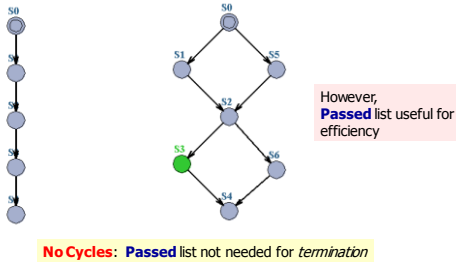 S0
S
S
S
S
S0
S1
S5
S2
S3
S6
S4
However,
Passed list useful for
efficiency
No Cycles: Passed list not needed for termination